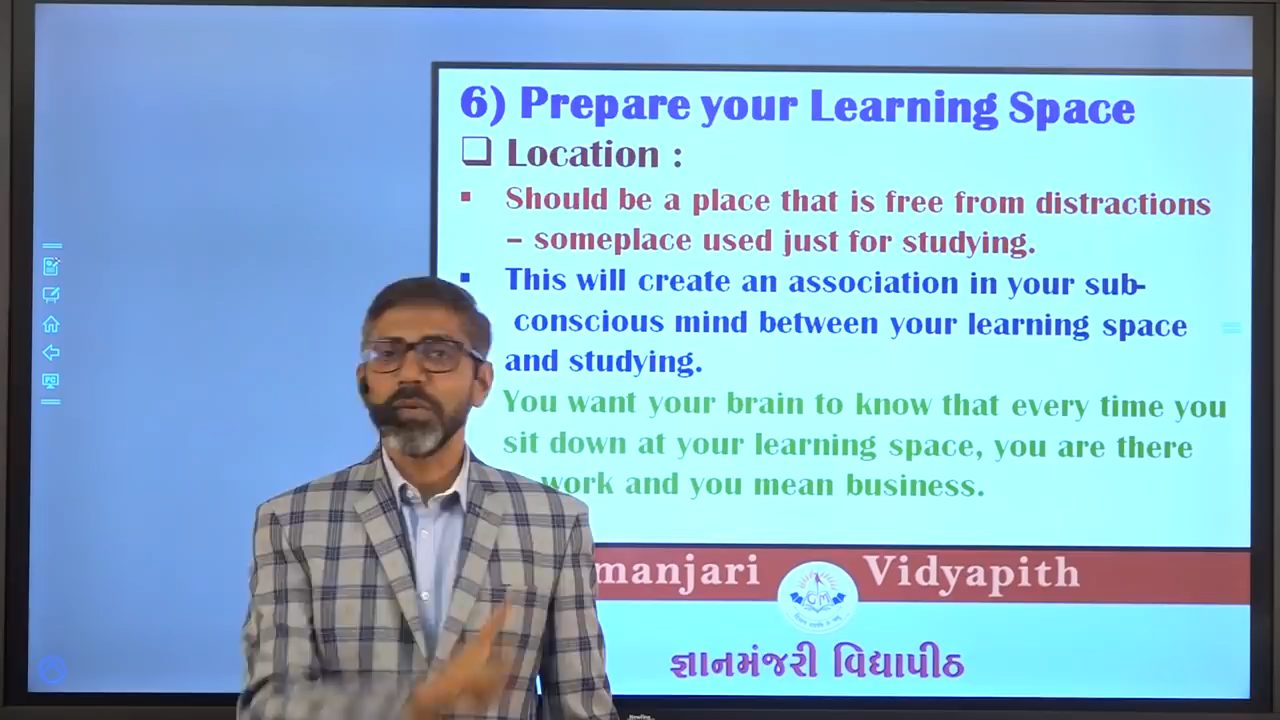 6) Prepare your Learning Space
Location :
Should be a place that is free from distractions
– someplace used just for studying.
This will create an association in your sub-
conscious mind between your learning space
and studying.
You want your brain to know that every time you
sit down at your learning space, you are there
work and you mean business.
manjari Vidyapith
GM
જ્ઞાનમંજરી વિદ્યાપીઠ
PC